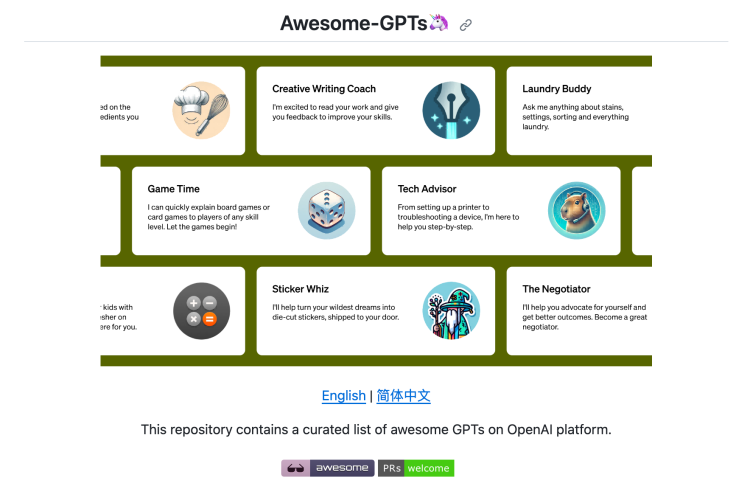 Awesome-GPTs🦄
ed on the
edients you
Creative Writing Coach
I'm excited to read your work and give
you feedback to improve your skills.
Laundry Buddy
Ask me anything about stains,
settings, sorting and everything
laundry.
Game Time
I can quickly explain board games or
card games to players of any skill
level. Let the games begin!
Tech Advisor
From setting up a printer to
troubleshooting a device, I'm here to
help you step-by-step.
kids with
sher on
ere for you.
Sticker Whiz
I'll help turn your wildest dreams into
die-cut stickers, shipped to your door.
The Negotiator
I'll help you advocate for yourself and
get better outcomes. Become a great
negotiator.
English | 简体中文
This repository contains a curated list of awesome GPTs on OpenAI platform.
awesome PRs welcome